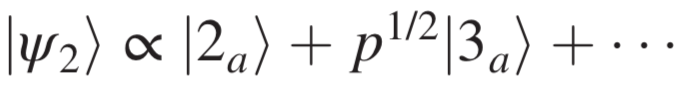 |ψ₂⟩ ∝ |2ₐ⟩ + p^{1/2}|3ₐ⟩ + ···